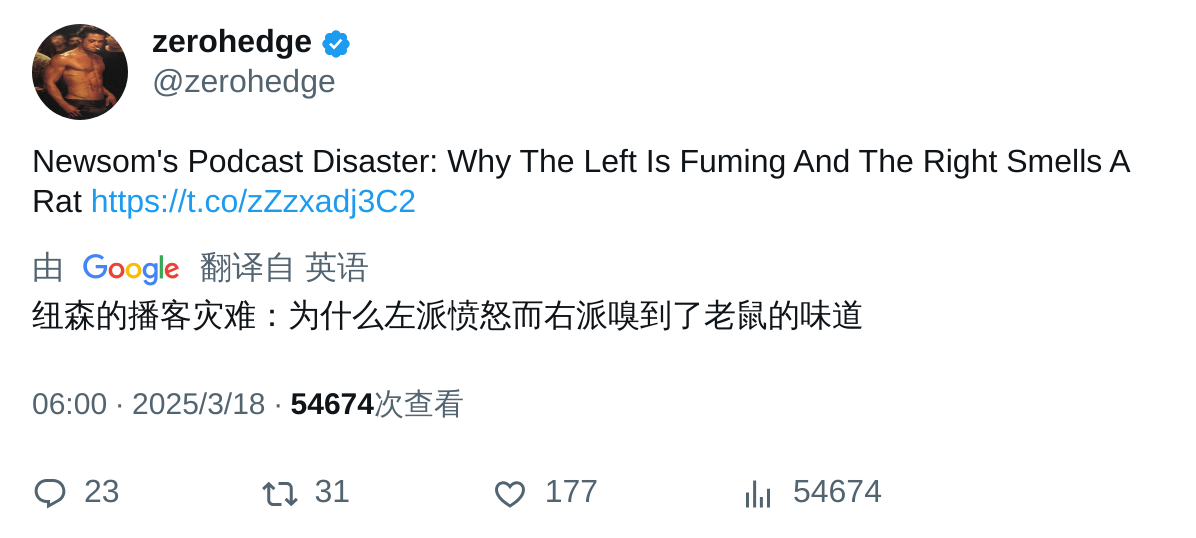 zerohedge
@zerohedge
Newsom's Podcast Disaster: Why The Left Is Fuming And The Right Smells A
Rat https://t.co/zZzxadj3C2
由 Google 翻译自 英语
纽森的播客灾难：为什么左派愤怒而右派嗅到了老鼠的味道
06:00 · 2025/3/18 · 54674次查看
23 31 177 54674